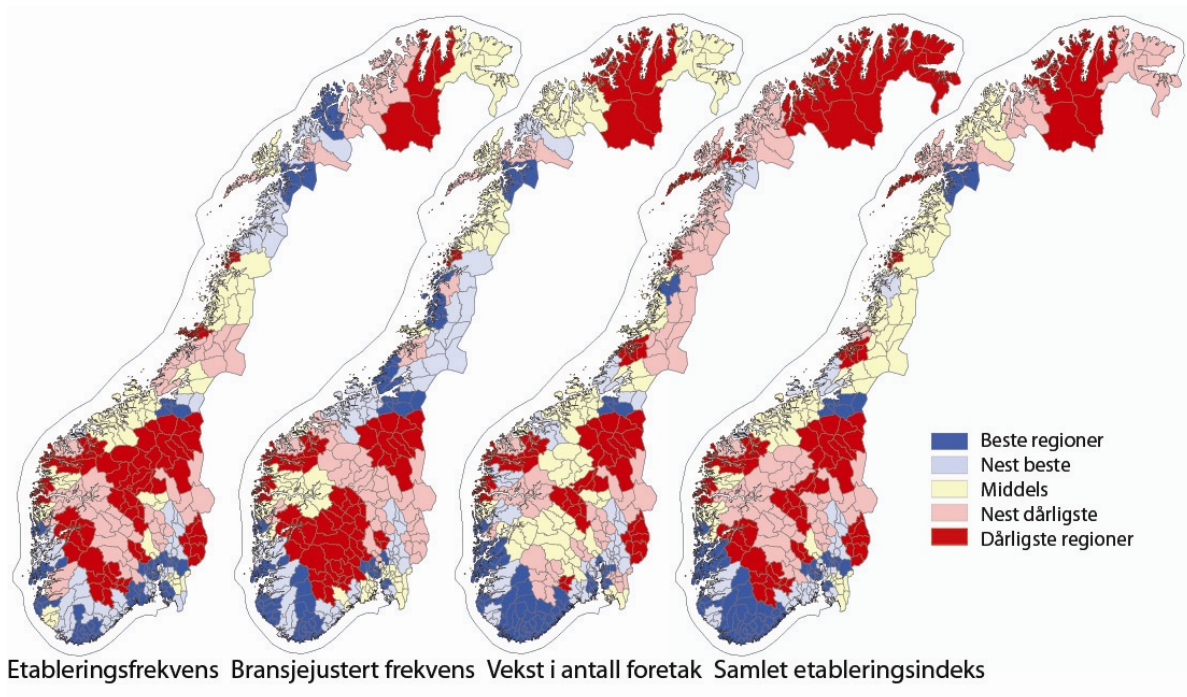 Beste regioner
Nest beste
Middels
Nest dårligste
Dårligste regioner
Etableringsfrekvens Bransjejustert frekvens Vekst i antall foretak Samlet etableringsindeks